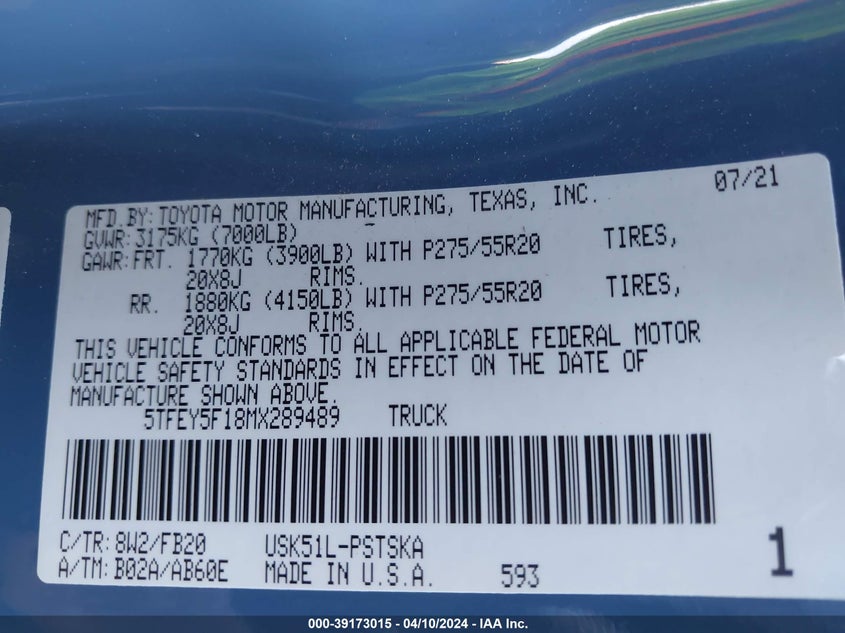 07/21
MFD.BY: TOYOTA MOTOR MANUFACTURING, TEXAS, INC.
GVWR: 3175KG (7000LB)
GAWR: FRT. 1770KG (3900LB) WITH P275/55R20 TIRES,
20X8J RIMS.
RR. 1880KG (4150LB) WITH P275/55R20 TIRES,
20X8J RIMS.
THIS VEHICLE CONFORMS TO ALL APPLICABLE FEDERAL MOTOR
VEHICLE SAFETY STANDARDS IN EFFECT ON THE DATE OF
MANUFACTURE SHOWN ABOVE.
5TFEY5F18MX289489 TRUCK
C/TR: 8W2/FB20 USK51L-PSTSKA
A/TM: B02A/AB60E MADE IN U.S.A. 593 1
000-39173015 - 04/10/2024 - IAA Inc.